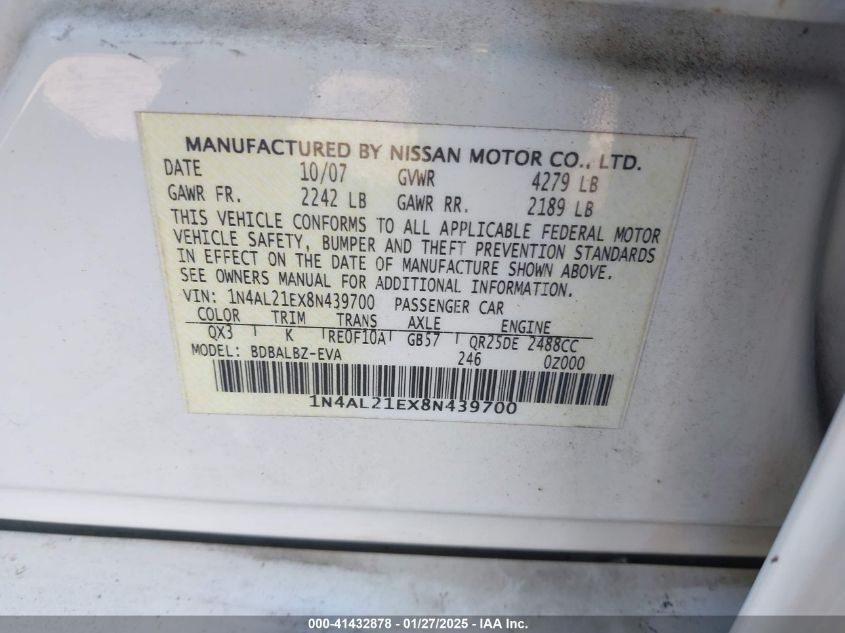 MANUFACTURED BY NISSAN MOTOR CO., LTD.
DATE 10/07 GVWR 4279 LB
GAWR FR. 2242 LB GAWR RR. 2189 LB
THIS VEHICLE CONFORMS TO ALL APPLICABLE FEDERAL MOTOR
VEHICLE SAFETY, BUMPER AND THEFT PREVENTION STANDARDS
IN EFFECT ON THE DATE OF MANUFACTURE SHOWN ABOVE.
SEE OWNERS MANUAL FOR ADDITIONAL INFORMATION.
VIN: 1N4AL21EX8N439700 PASSENGER CAR
COLOR TRIM TRANS AXLE ENGINE
QX3 K RE0F10A GB57 QR25DE 2488CC
MODEL: BDBALBZ-EVA 246 0Z000
1N4AL21EX8N439700
000-41432878 - 01/27/2025 - IAA Inc.